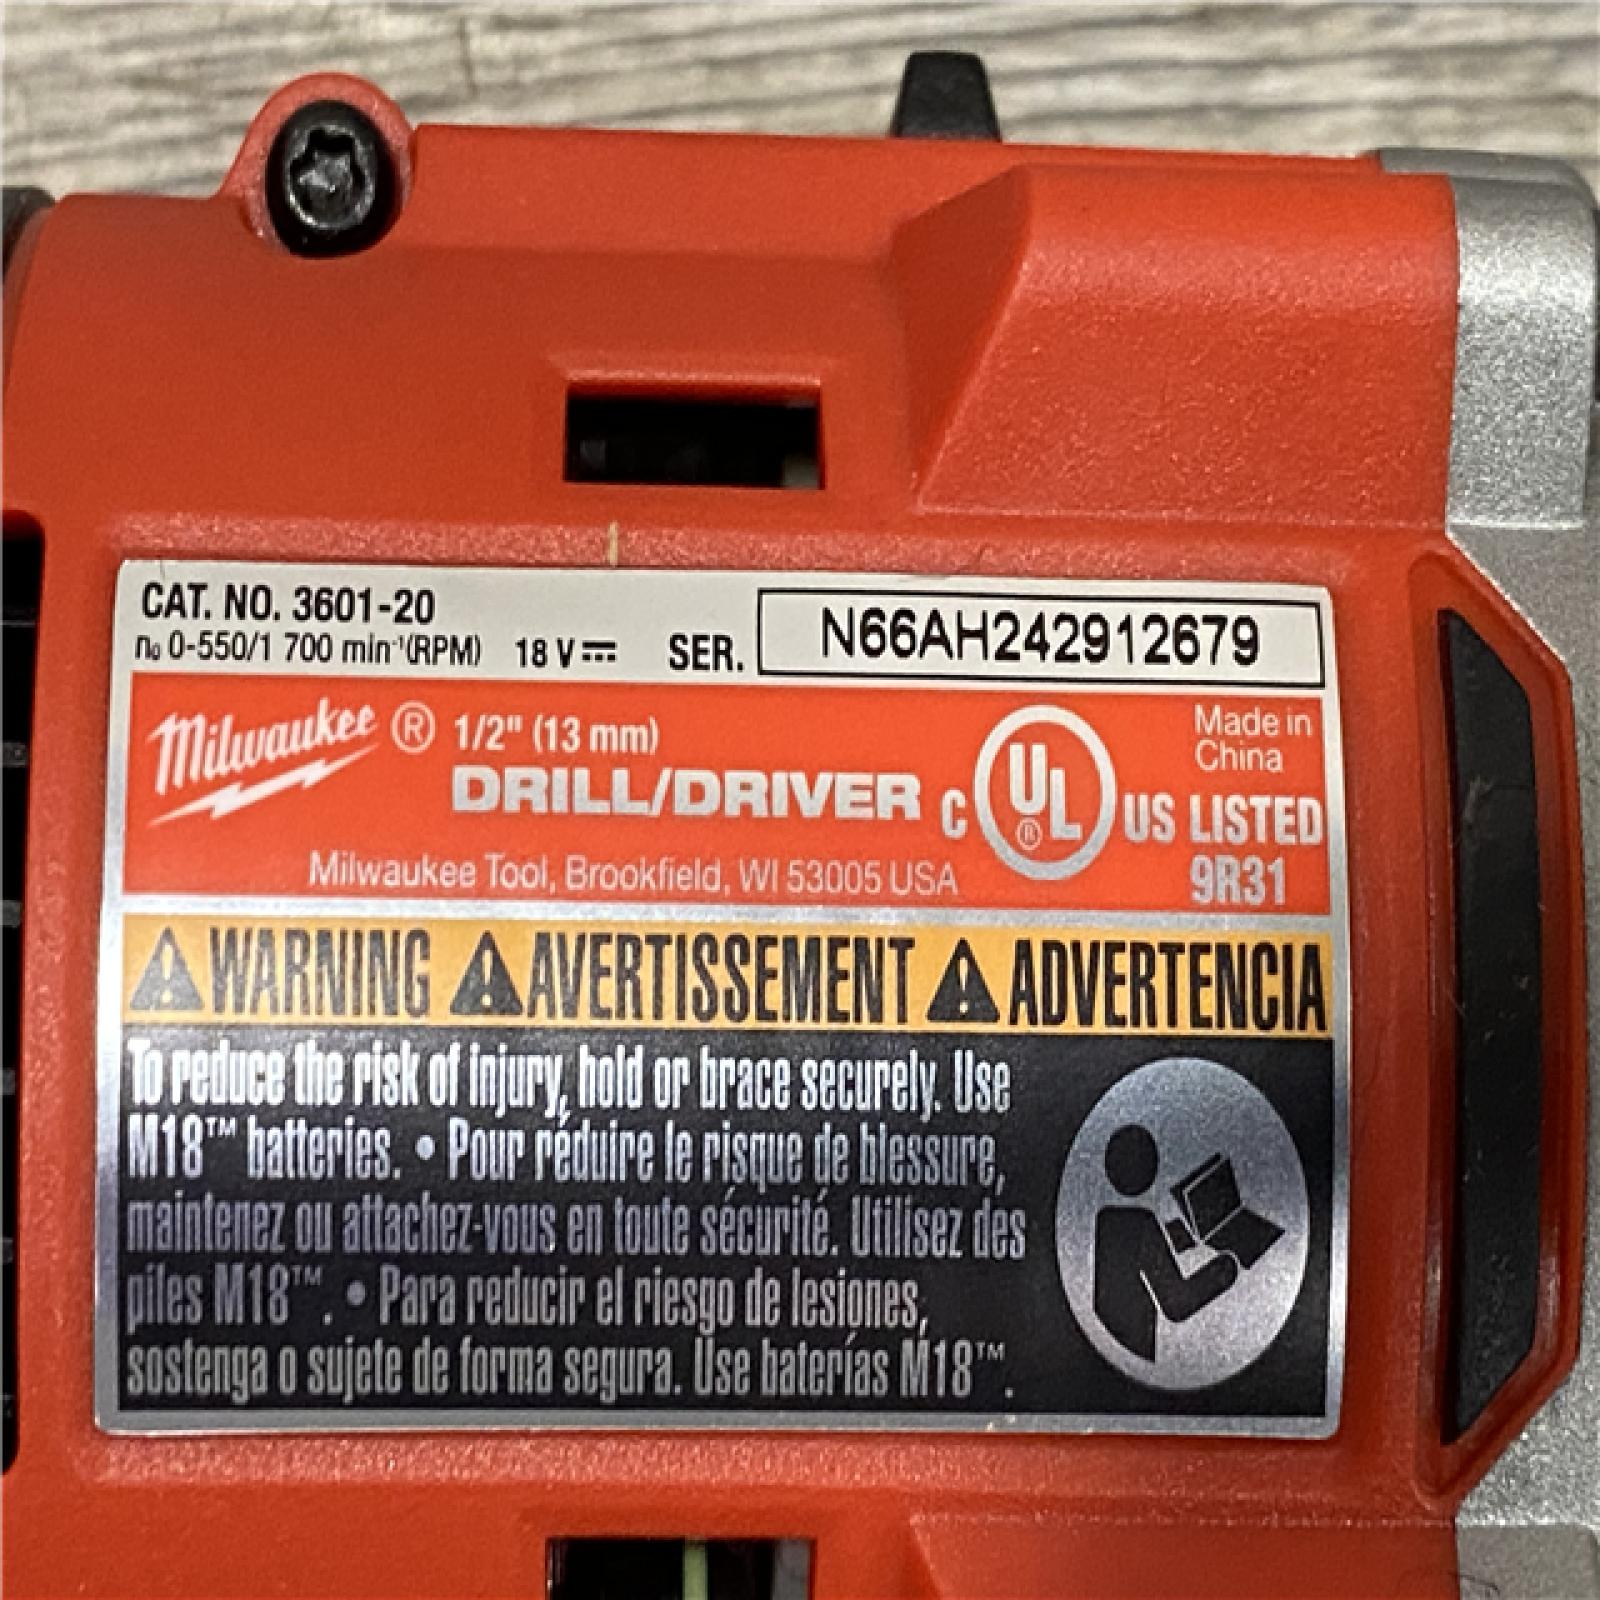 CAT. NO. 3601-20
n₀ 0-550/1 700 min⁻¹(RPM) 18 V⎓ SER. N66AH242912679
Milwaukee® 1/2" (13 mm)
DRILL/DRIVER
Milwaukee Tool, Brookfield, WI 53005 USA
C UL® US LISTED
9R31
Made in
China
WARNING AVERTISSEMENT ADVERTENCIA
To reduce the risk of injury, hold or brace securely. Use
M18™ batteries. • Pour réduire le risque de blessure,
maintenez ou attachez-vous en toute sécurité. Utilisez des
piles M18™. • Para reducir el riesgo de lesiones,
sostenga o sujete de forma segura. Use baterías M18™.